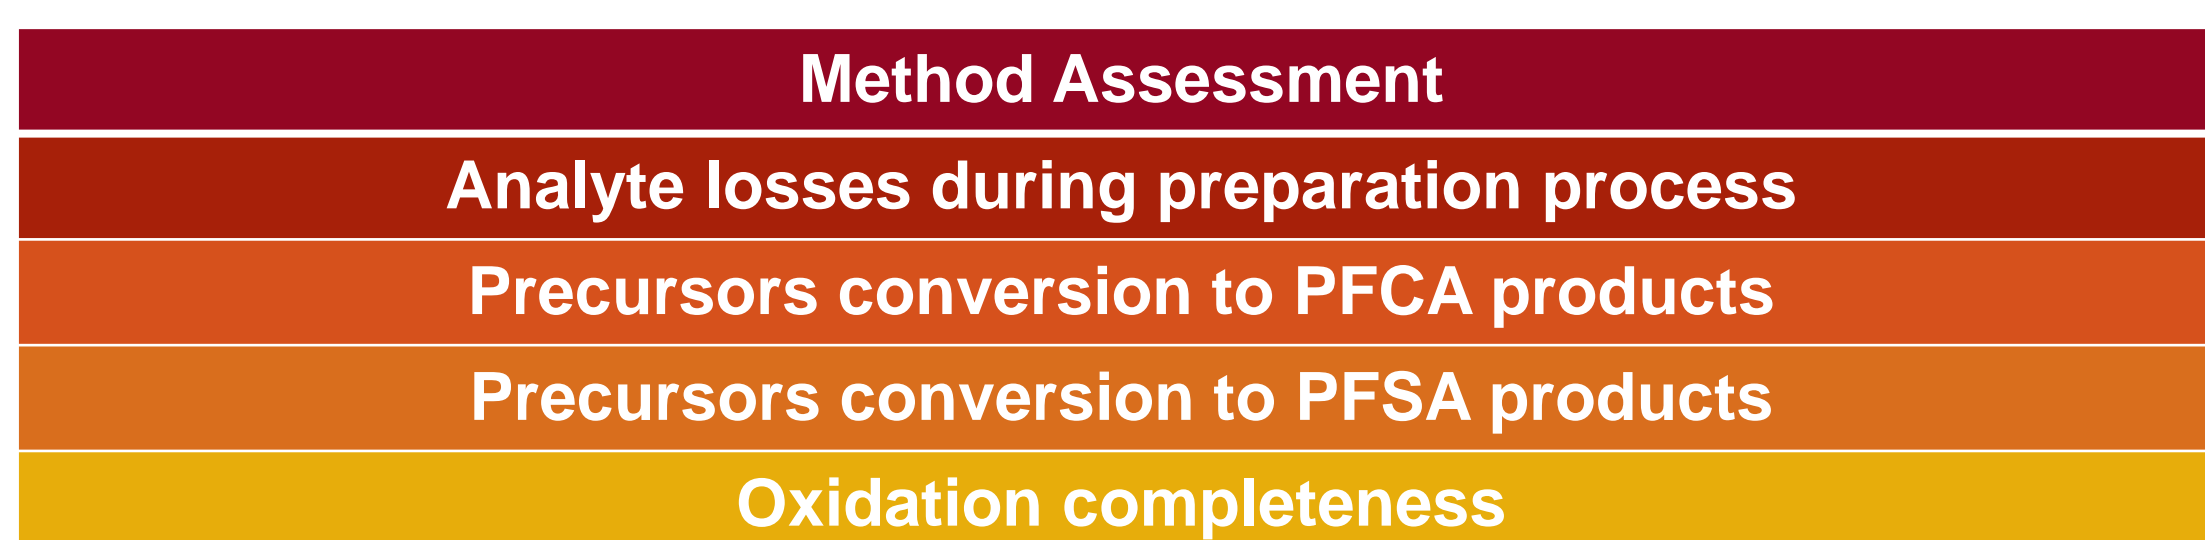 Method Assessment
Analyte losses during preparation process
Precursors conversion to PFCA products
Precursors conversion to PFSA products
Oxidation completeness